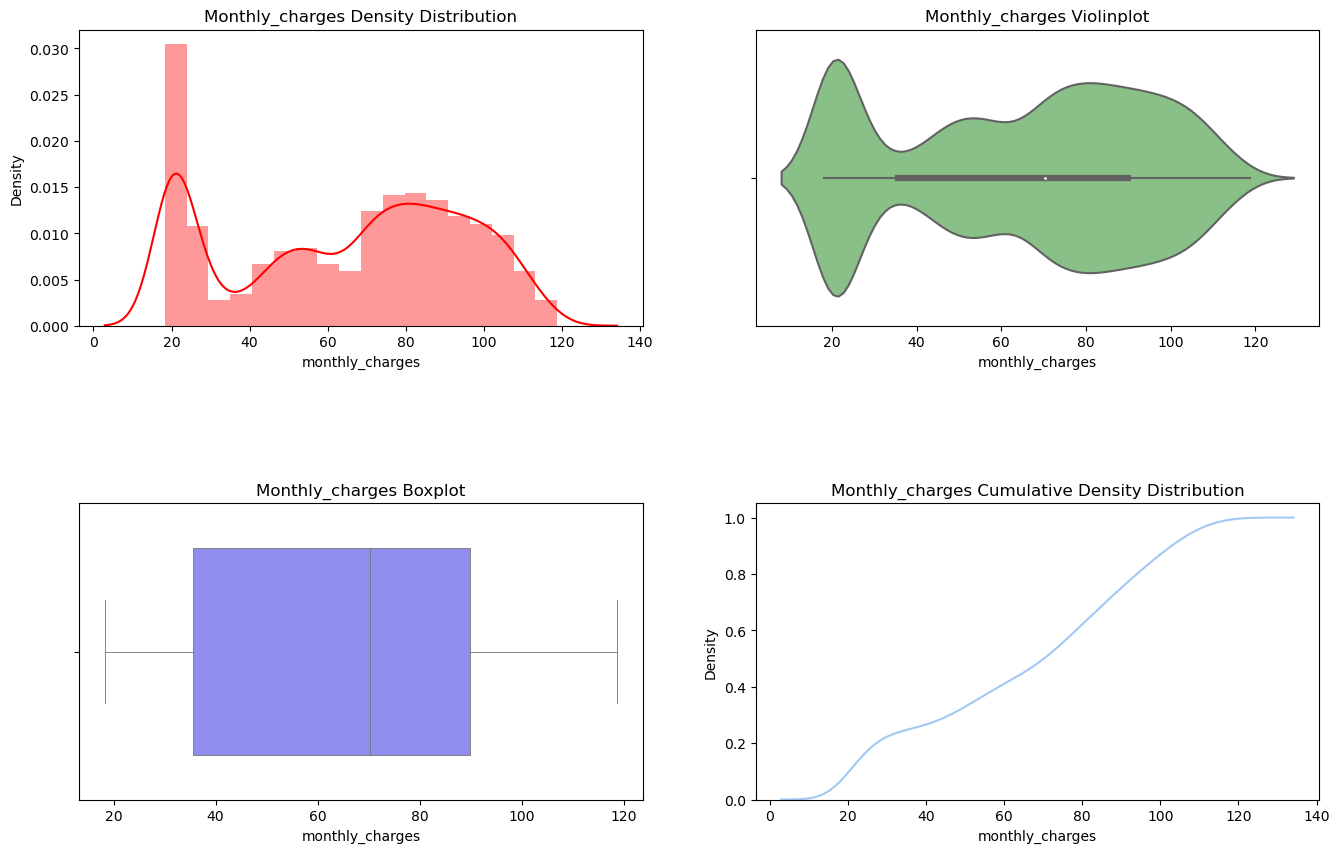 Monthly_charges Density Distribution
0.030
0.025
0.020
0.015
0.010
0.005
0.000
Density
0 20 40 60 80 100 120 140
monthly_charges
Monthly_charges Violinplot
20 40 60 80 100 120
monthly_charges
Monthly_charges Boxplot
20 40 60 80 100 120
monthly_charges
Monthly_charges Cumulative Density Distribution
1.0
0.8
0.6
0.4
0.2
0.0
Density
0 20 40 60 80 100 120 140
monthly_charges